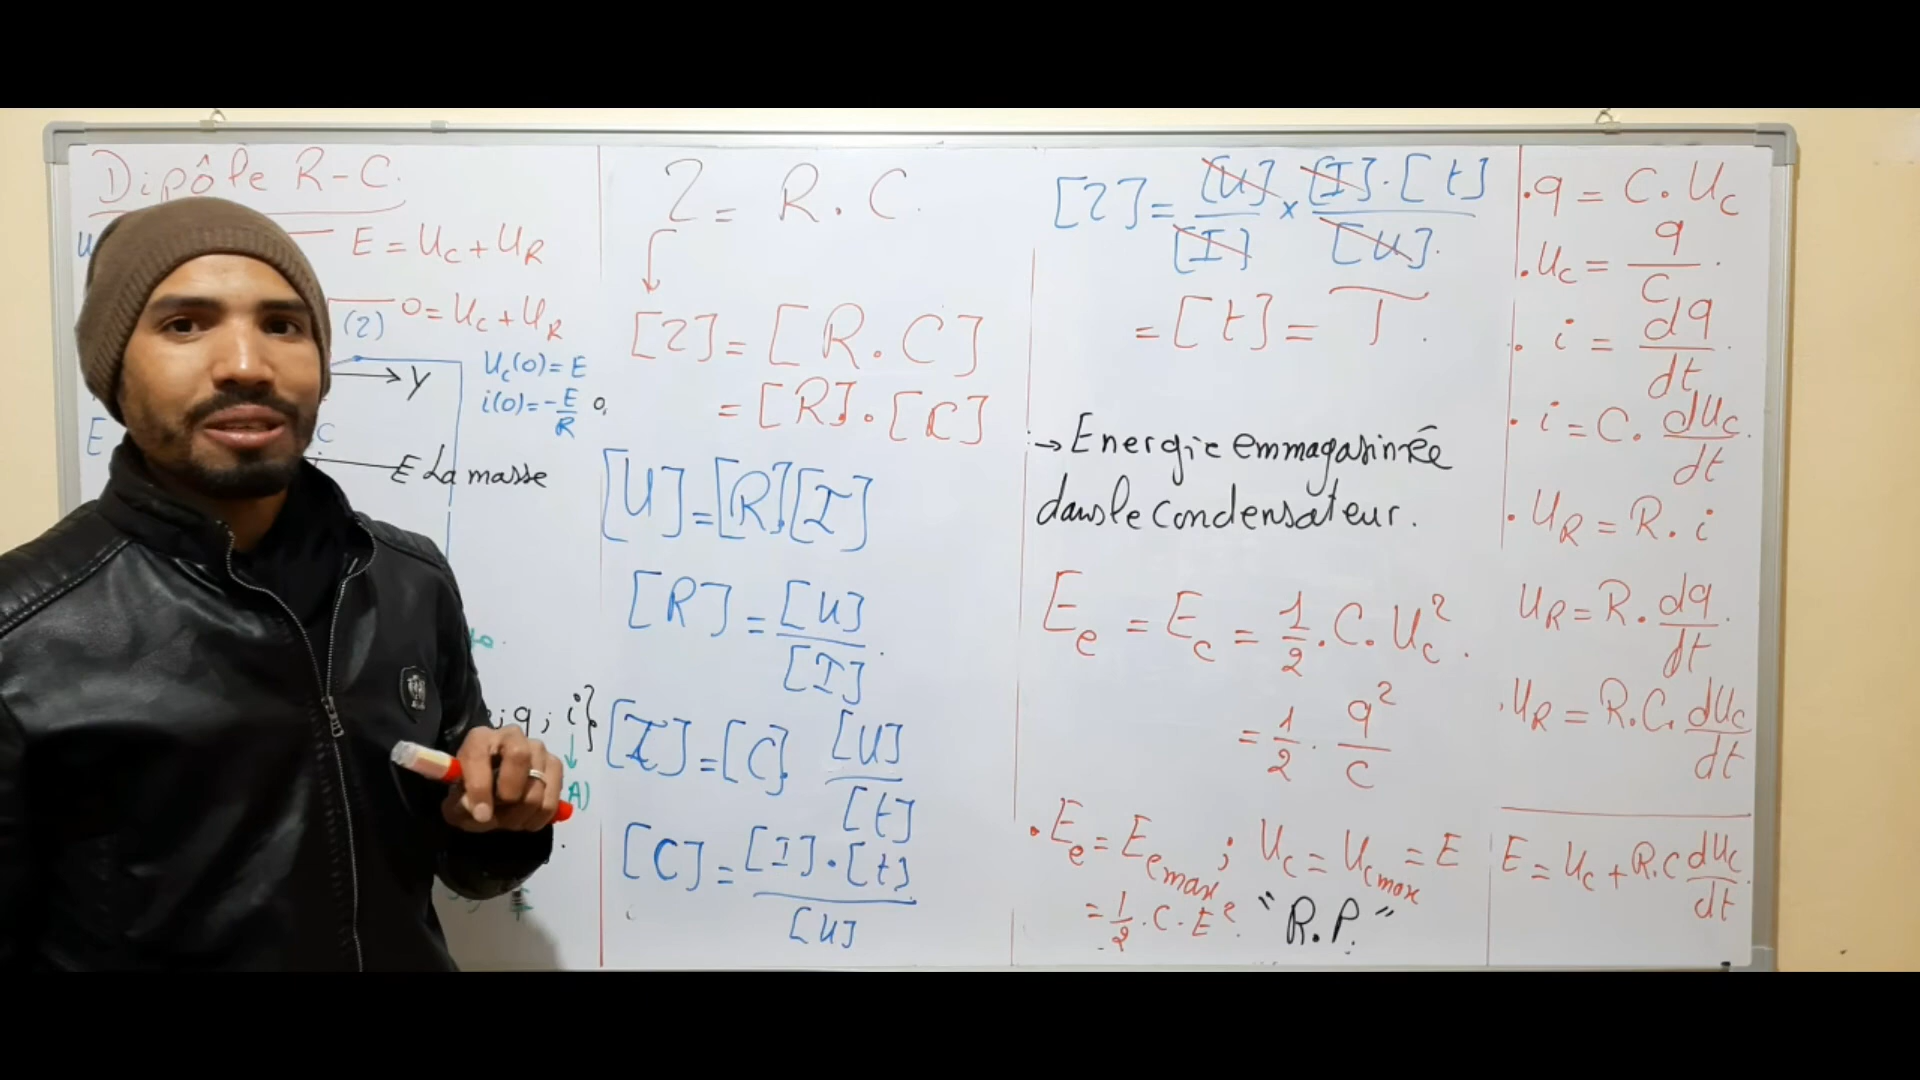 Dipôle R-C.
E = Uc + UR
0 = Uc + UR
(2)
Uc(0) = E
i(0) = -E/R
Y
E
C
La masse
q ; i}
A)
τ = R.C
[τ] = [R.C]
= [R].[C]
[U] = [R].[I]
[R] = [U]/[I]
[I] = [C].[U]/[t]
[C] = [I].[t]/[U]
[τ] = [U]/[I] × [I].[t]/[U]
= [t] = T.
→ Energie emmagasinée
dans le condensateur.
Ee = Ec = 1/2 . C. Uc².
= 1/2 . q²/C
. Ee = Ee max ; Uc = Uc max = E
= 1/2 . C . E². "R.P."
. q = C. Uc
. Uc = q/C .
. i = dq/dt .
. i = C. dUc/dt .
. UR = R. i
UR = R. dq/dt .
. UR = R.C. dUc/dt
E = Uc + R.C dUc/dt .